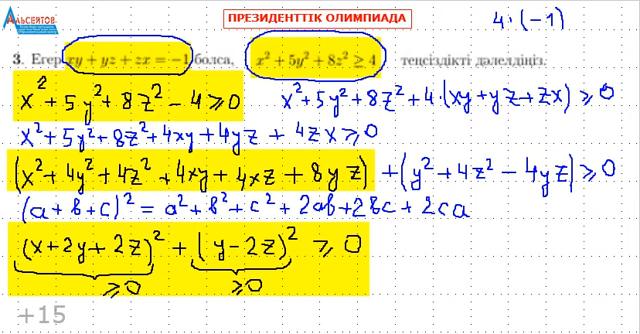 АЛЬСЕИТОВ
ПРЕЗИДЕНТТІК ОЛИМПИАДА
4·(-1)
3. Егер xy + yz + zx = −1 болса, x² + 5y² + 8z² ≥ 4 теңсіздікті дәлелдіңіз.
x² + 5y² + 8z² - 4 ≥ 0 x² + 5y² + 8z² + 4·(xy + yz + zx) ≥ 0
x² + 5y² + 8z² + 4xy + 4yz + 4zx ≥ 0
(x² + 4y² + 4z² + 4xy + 4xz + 8yz) + (y² + 4z² - 4yz) ≥ 0
(a + b + c)² = a² + b² + c² + 2ab + 2bc + 2ca
(x + 2y + 2z)² + (y - 2z)² ≥ 0
≥0 ≥0
+15